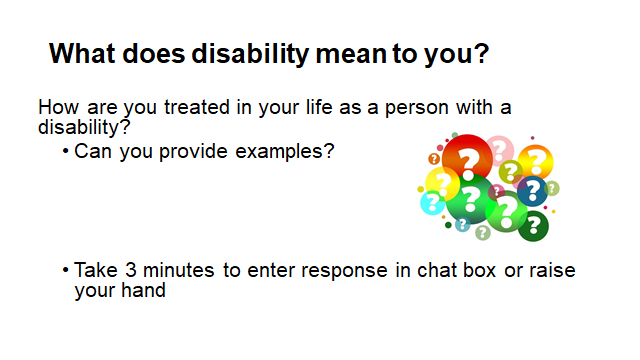 What does disability mean to you?
How are you treated in your life as a person with a
disability?
• Can you provide examples?
• Take 3 minutes to enter response in chat box or raise
your hand